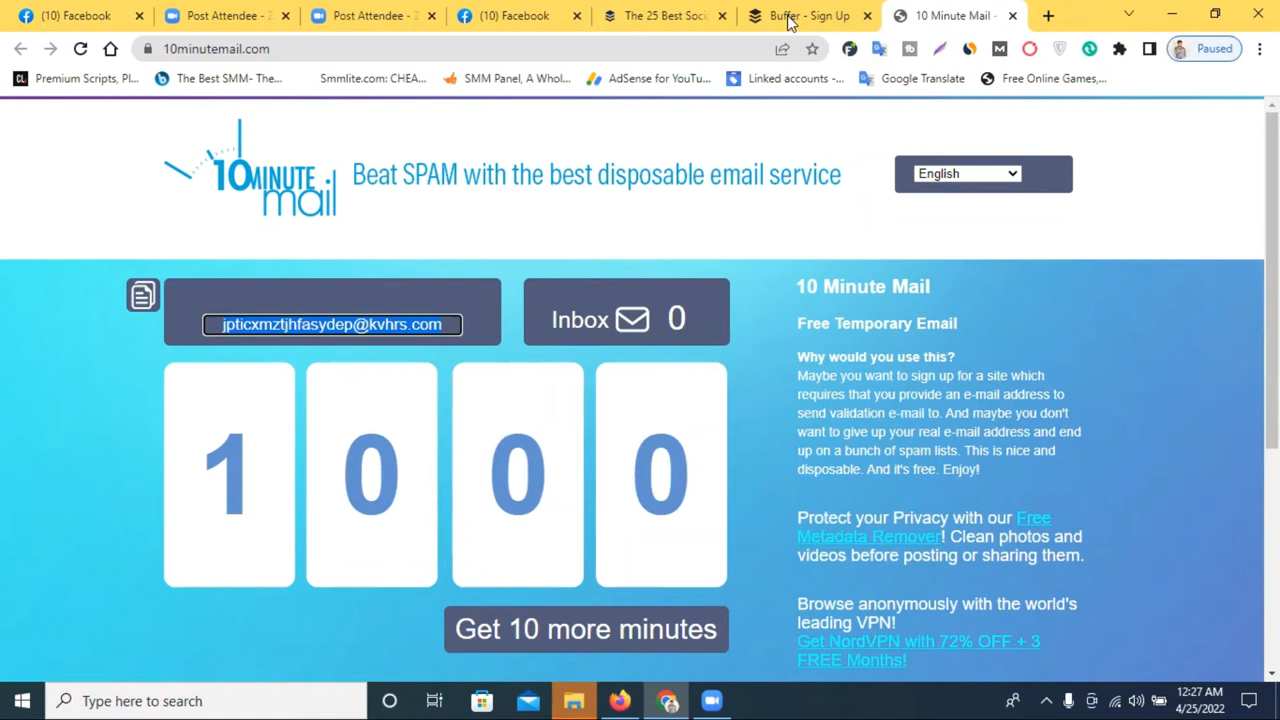 (10) Facebook
Post Attendee - Z
Post Attendee - Z
(10) Facebook
The 25 Best Soci
Buffer - Sign Up
10 Minute Mail -
10minutemail.com
Paused
Premium Scripts, Pl...
The Best SMM- The...
Smmlite.com: CHEA...
SMM Panel, A Whol...
AdSense for YouTu...
Linked accounts -...
Google Translate
Free Online Games,...
10MINUTE
mail
Beat SPAM with the best disposable email service
English
jpticxmztjhfasydep@kvhrs.com
Inbox 0
1 0 0 0
Get 10 more minutes
10 Minute Mail
Free Temporary Email
Why would you use this?
Maybe you want to sign up for a site which
requires that you provide an e-mail address to
send validation e-mail to. And maybe you don't
want to give up your real e-mail address and end
up on a bunch of spam lists. This is nice and
disposable. And it's free. Enjoy!
Protect your Privacy with our Free
Metadata Remover! Clean photos and
videos before posting or sharing them.
Browse anonymously with the world's
leading VPN!
Get NordVPN with 72% OFF + 3
FREE Months!
Type here to search
12:27 AM
4/25/2022